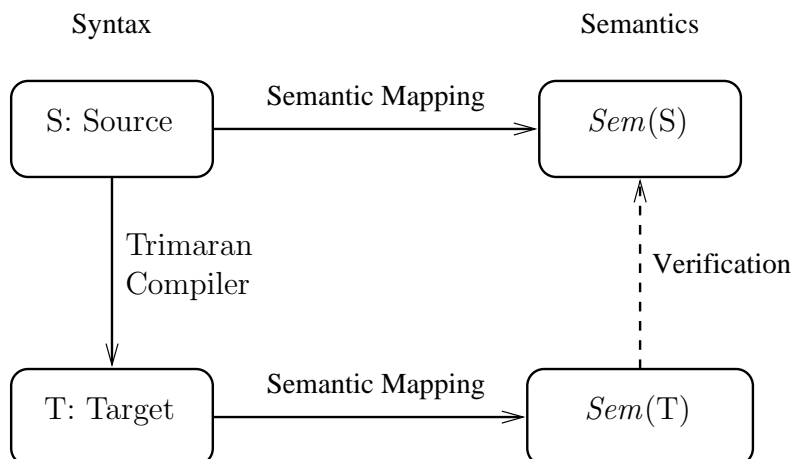 Syntax
Semantics
S: Source
Semantic Mapping
Sem(S)
Trimaran
Compiler
Verification
T: Target
Semantic Mapping
Sem(T)